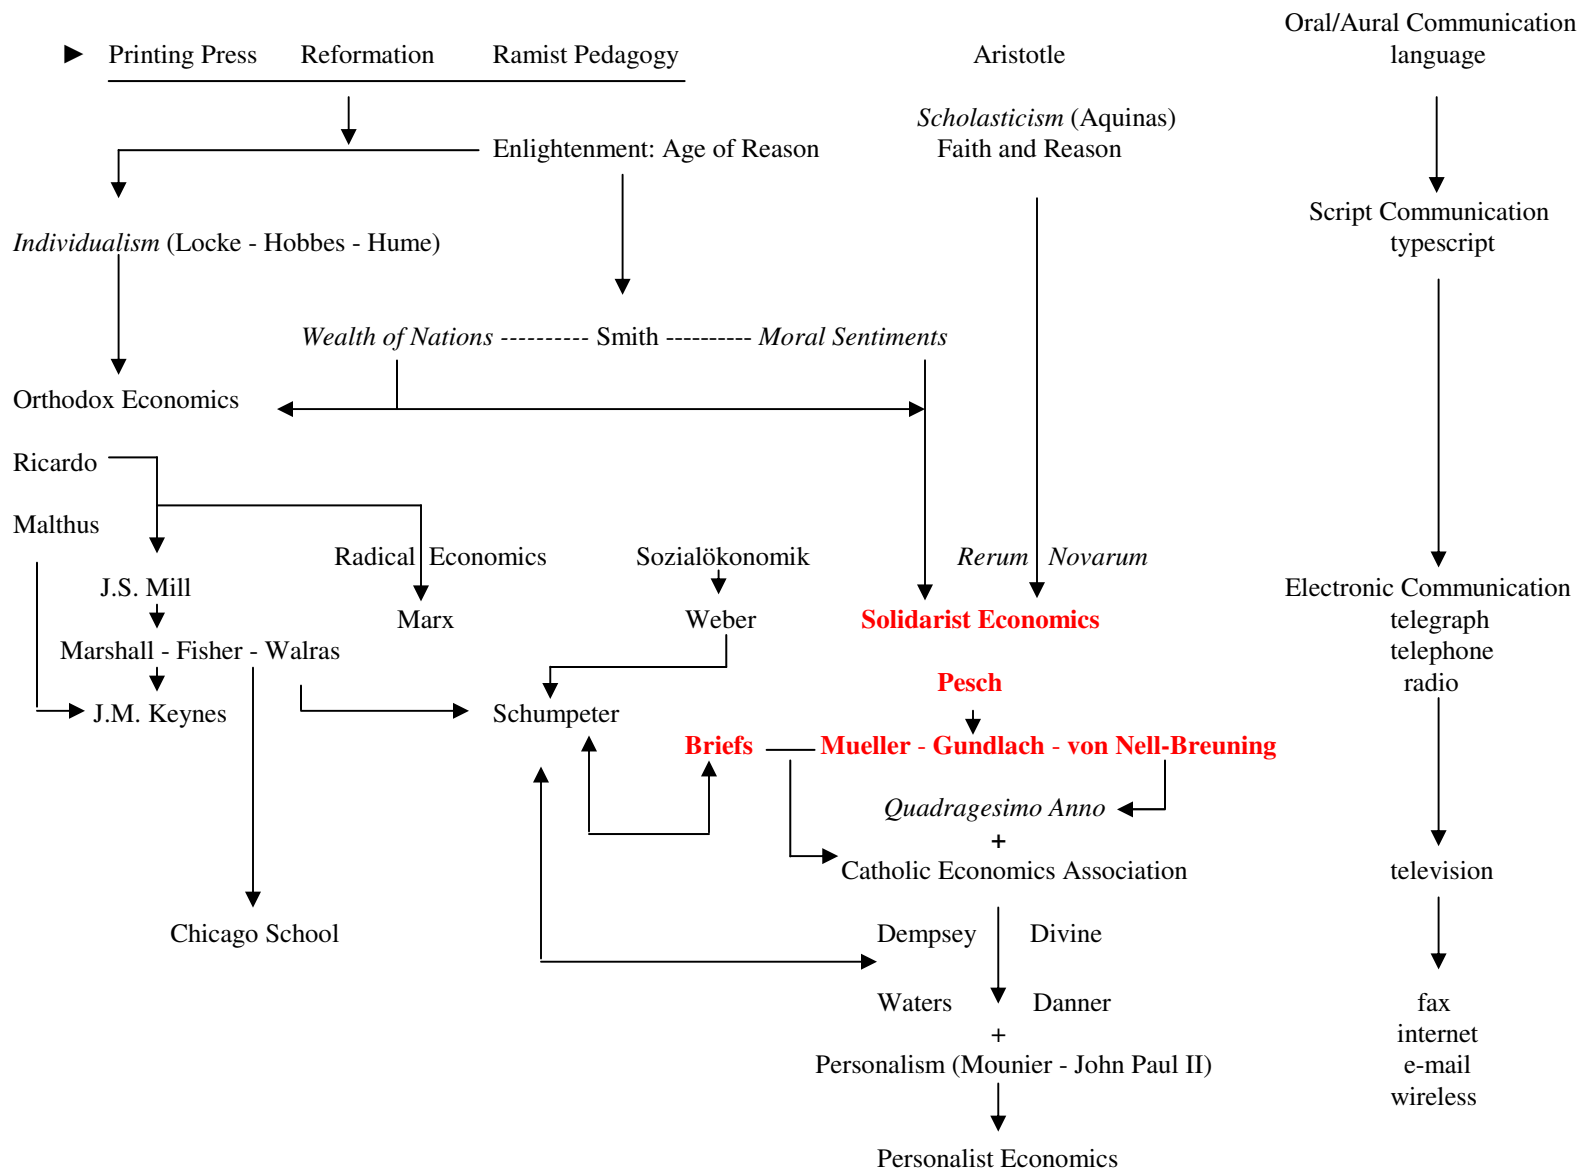 Oral/Aural Communication
► Printing Press Reformation Ramist Pedagogy Aristotle language
Scholasticism (Aquinas)
Enlightenment: Age of Reason Faith and Reason
Script Communication
Individualism (Locke - Hobbes - Hume) typescript
Wealth of Nations ---------- Smith ---------- Moral Sentiments
Orthodox Economics
Ricardo
Malthus
Radical Economics Sozialökonomik Rerum Novarum
J.S. Mill Electronic Communication
Marx Weber Solidarist Economics telegraph
Marshall - Fisher - Walras telephone
Pesch radio
J.M. Keynes Schumpeter
Briefs Mueller - Gundlach - von Nell-Breuning
Quadragesimo Anno
+
Catholic Economics Association television
Chicago School Dempsey Divine
Waters Danner fax
+ internet
Personalism (Mounier - John Paul II) e-mail
wireless
Personalist Economics